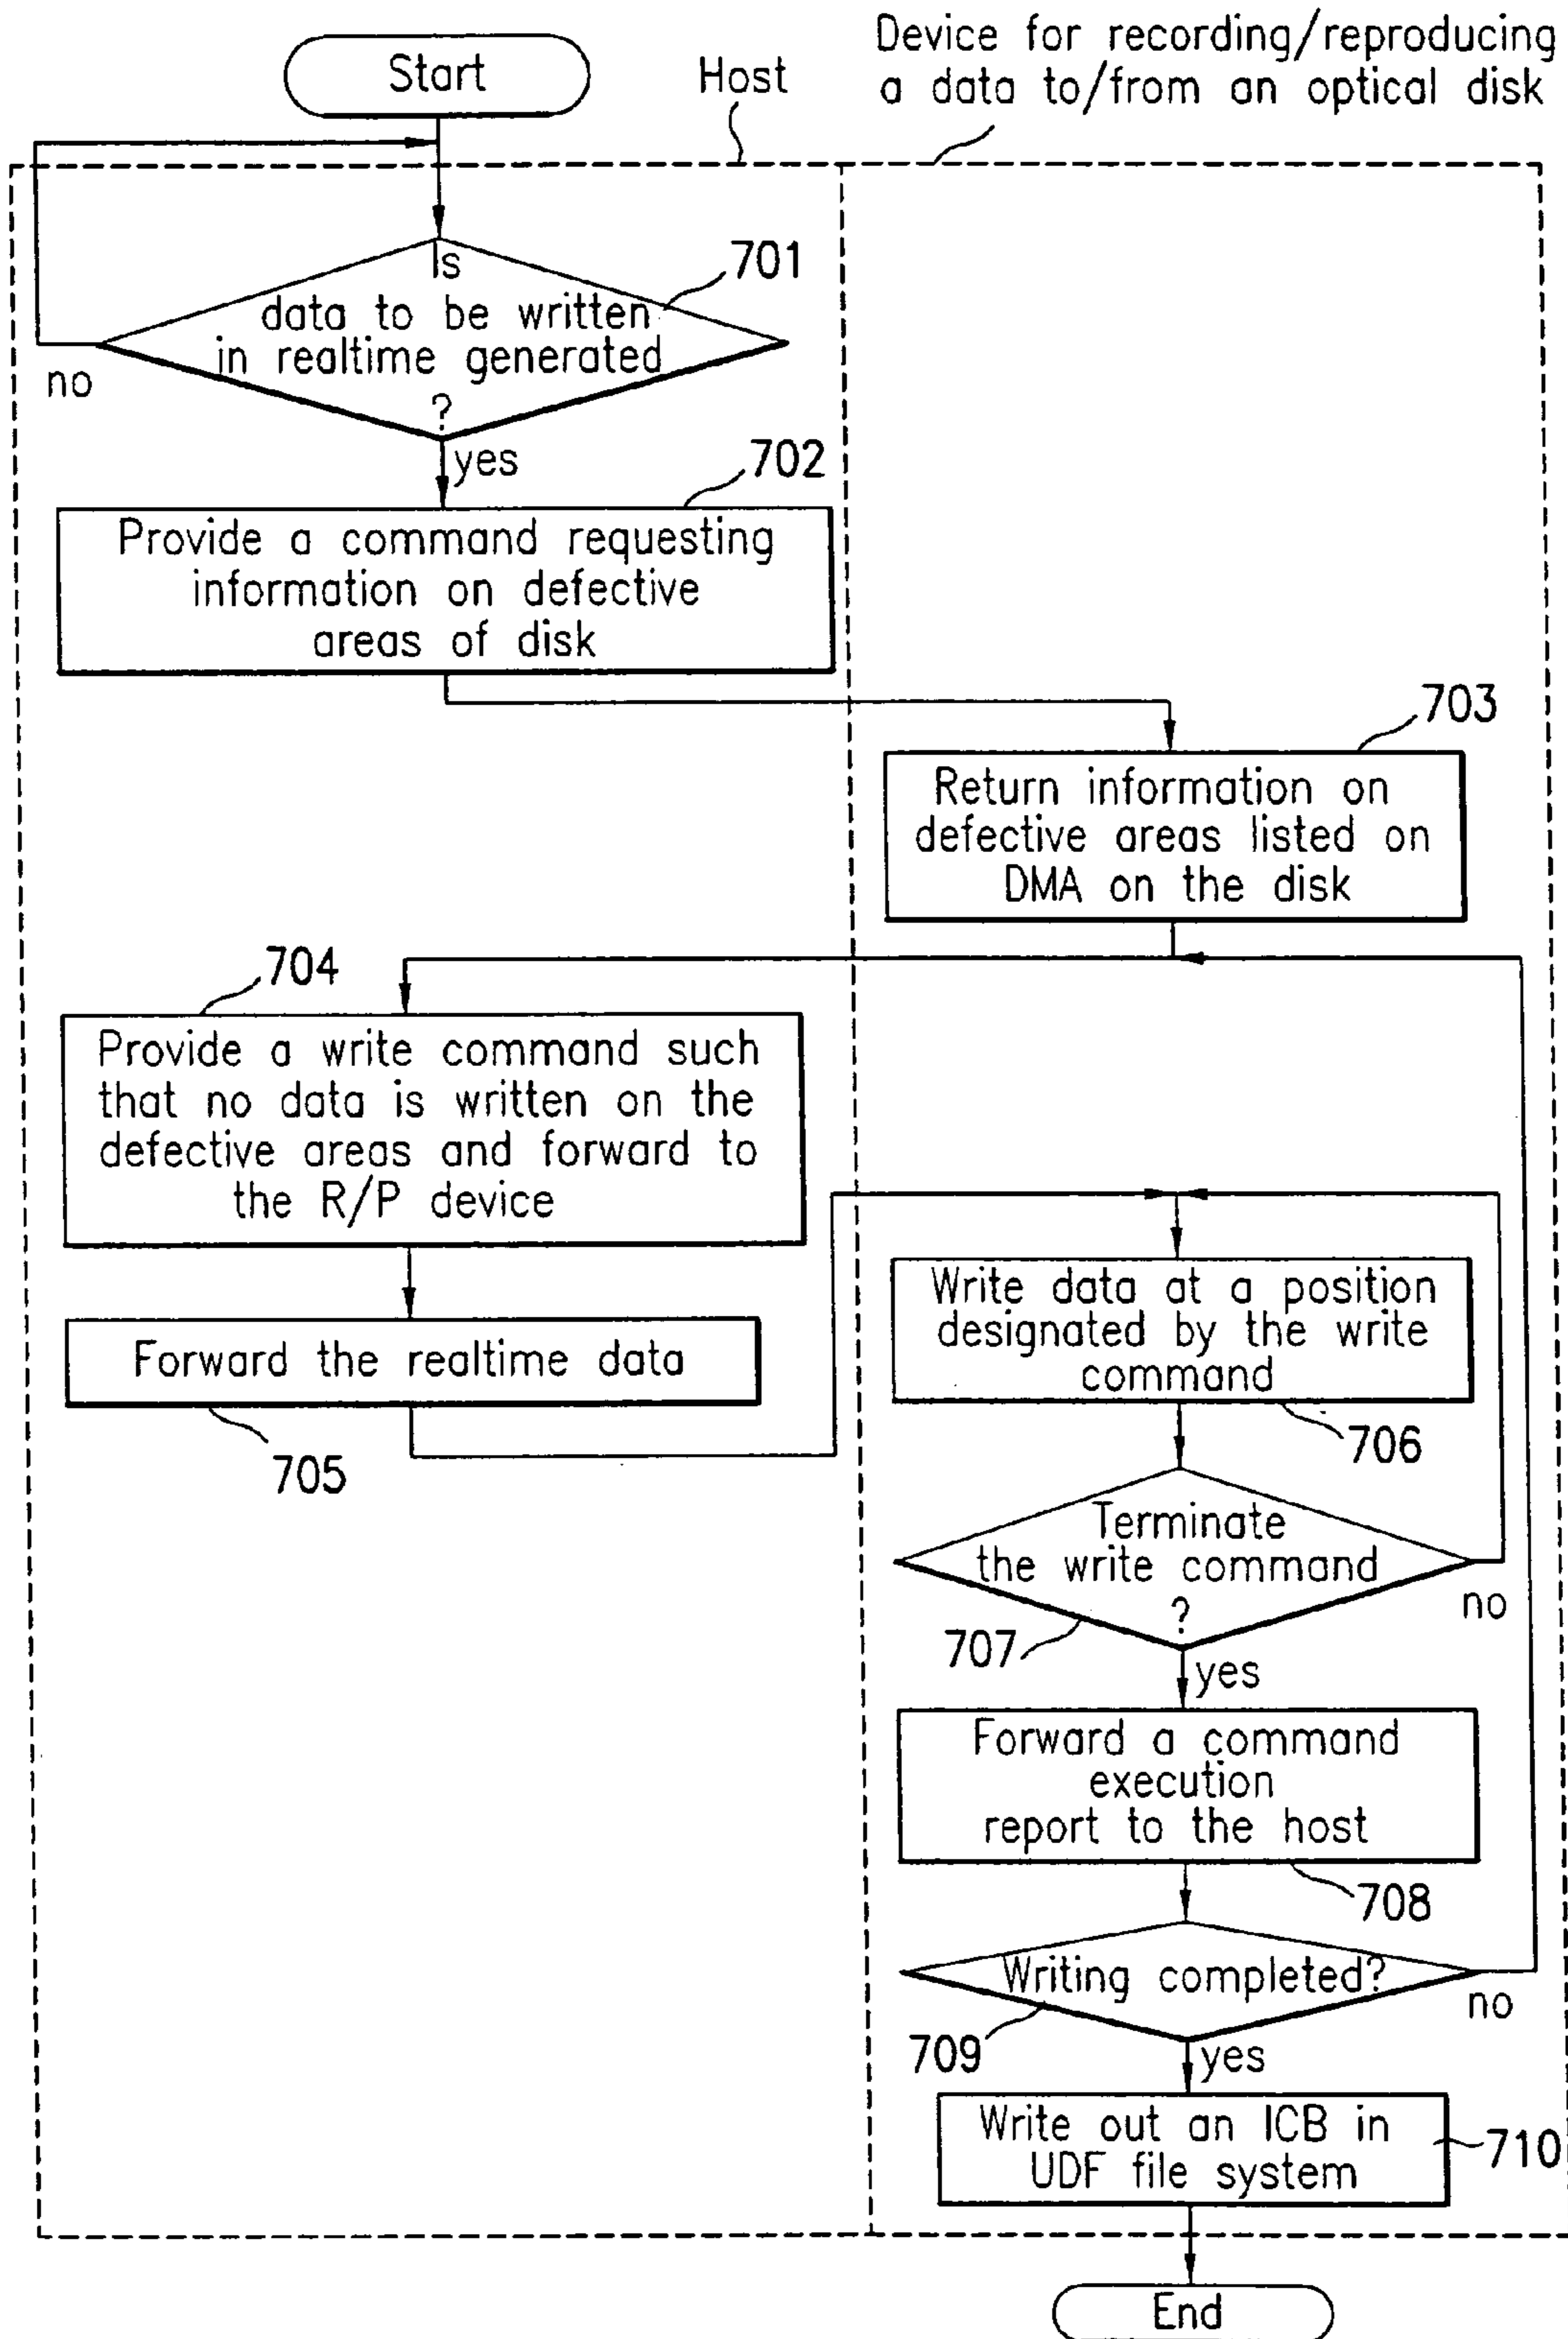 Start
Host
Device for recording/reproducing
a data to/from an optical disk
Is
data to be written
in realtime generated
?
701
no
yes
702
Provide a command requesting
information on defective
areas of disk
703
Return information on
defective areas listed on
DMA on the disk
704
Provide a write command such
that no data is written on the
defective areas and forward to
the R/P device
Forward the realtime data
705
Write data at a position
designated by the write
command
706
Terminate
the write command
?
707
no
yes
Forward a command
execution
report to the host
708
Writing completed?
709
no
yes
Write out an ICB in
UDF file system
710
End